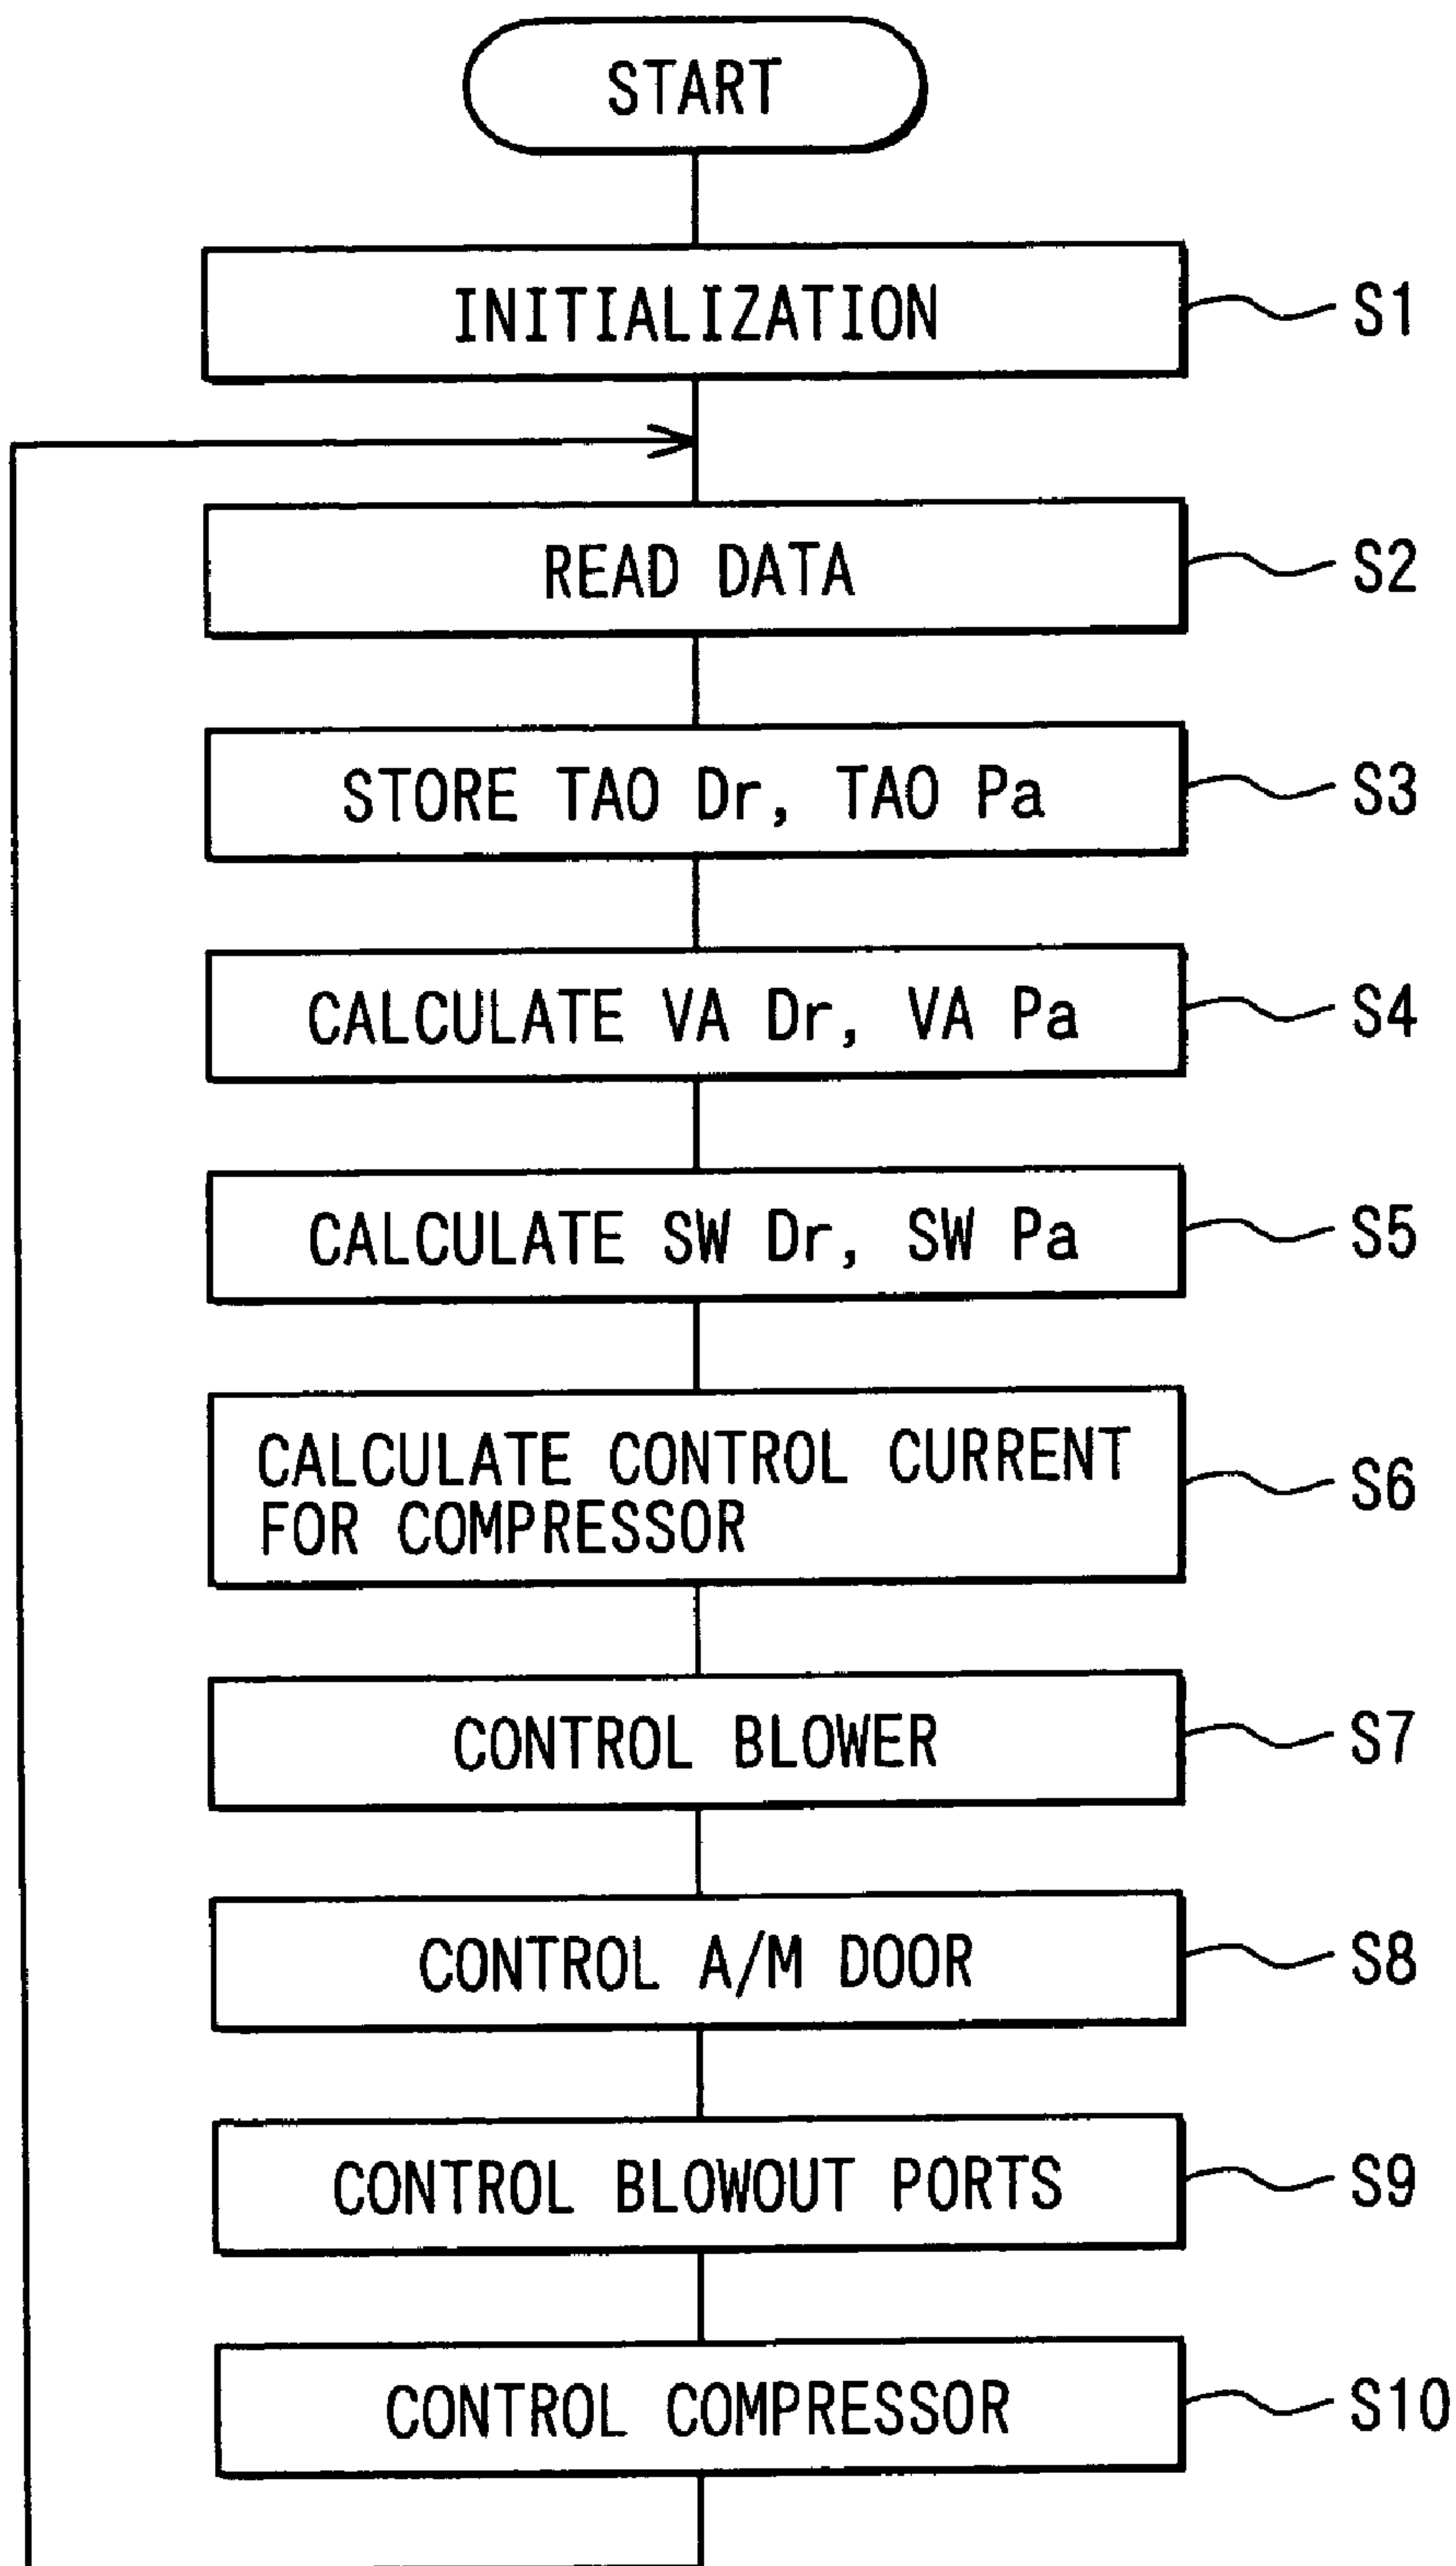 START
INITIALIZATION
S1
READ DATA
S2
STORE TAO Dr, TAO Pa
S3
CALCULATE VA Dr, VA Pa
S4
CALCULATE SW Dr, SW Pa
S5
CALCULATE CONTROL CURRENT
FOR COMPRESSOR
S6
CONTROL BLOWER
S7
CONTROL A/M DOOR
S8
CONTROL BLOWOUT PORTS
S9
CONTROL COMPRESSOR
S10